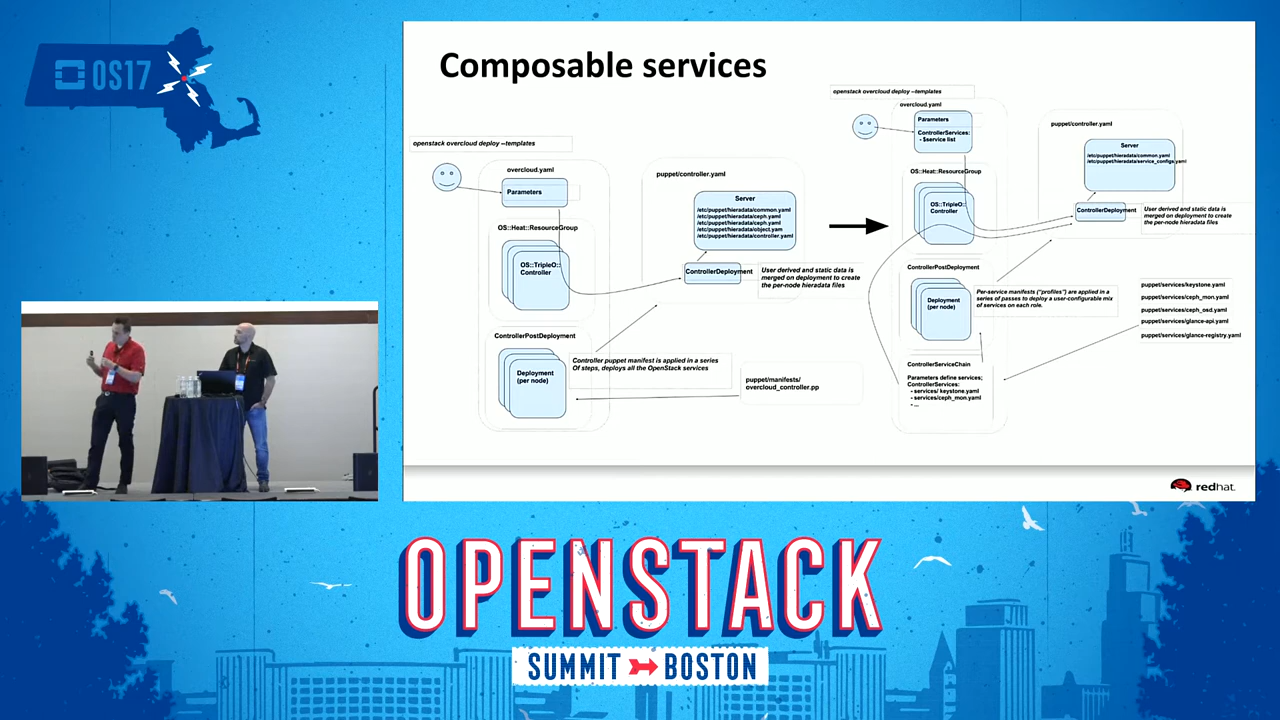 OS17
Composable services
openstack overcloud deploy --templates
overcloud.yaml
Parameters
OS::Heat::ResourceGroup
OS::TripleO::
Controller
ControllerPostDeployment
Deployment
(per node)
puppet/controller.yaml
Server
/etc/puppet/hieradata/common.yaml
/etc/puppet/hieradata/ceph.yaml
/etc/puppet/hieradata/ceph.yaml
/etc/puppet/hieradata/object.yam
/etc/puppet/hieradata/controller.yaml
ControllerDeployment
User derived and static data is
merged on deployment to create
the per-node hieradata files
Controller puppet manifest is applied in a series
Of steps, deploys all the OpenStack services
puppet/manifests/
overcloud_controller.pp
openstack overcloud deploy --templates
overcloud.yaml
Parameters
ControllerServices:
- $service list
OS::Heat::ResourceGroup
OS::TripleO::
Controller
ControllerPostDeployment
Deployment
(per node)
ControllerServiceChain
Parameters define services;
ControllerServices:
- services/ keystone.yaml
- services/ceph_mon.yaml
- ...
puppet/controller.yaml
Server
/etc/puppet/hieradata/common.yaml
/etc/puppet/hieradata/service_configs.yaml
ControllerDeployment
User derived and static data is
merged on deployment to create
the per-node hieradata files
Per-service manifests ("profiles") are applied in a
series of passes to deploy a user-configurable mix
of services on each role.
puppet/services/keystone.yaml
puppet/services/ceph_mon.yaml
puppet/services/ceph_osd.yaml
puppet/services/glance-api.yaml
puppet/services/glance-registry.yaml
redhat.
OPENSTACK
SUMMIT BOSTON